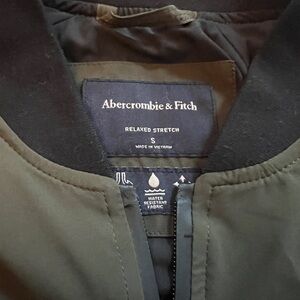 Abercrombie & Fitch
RELAXED STRETCH
S
MADE IN VIETNAM
WATER
RESISTANT
FABRIC